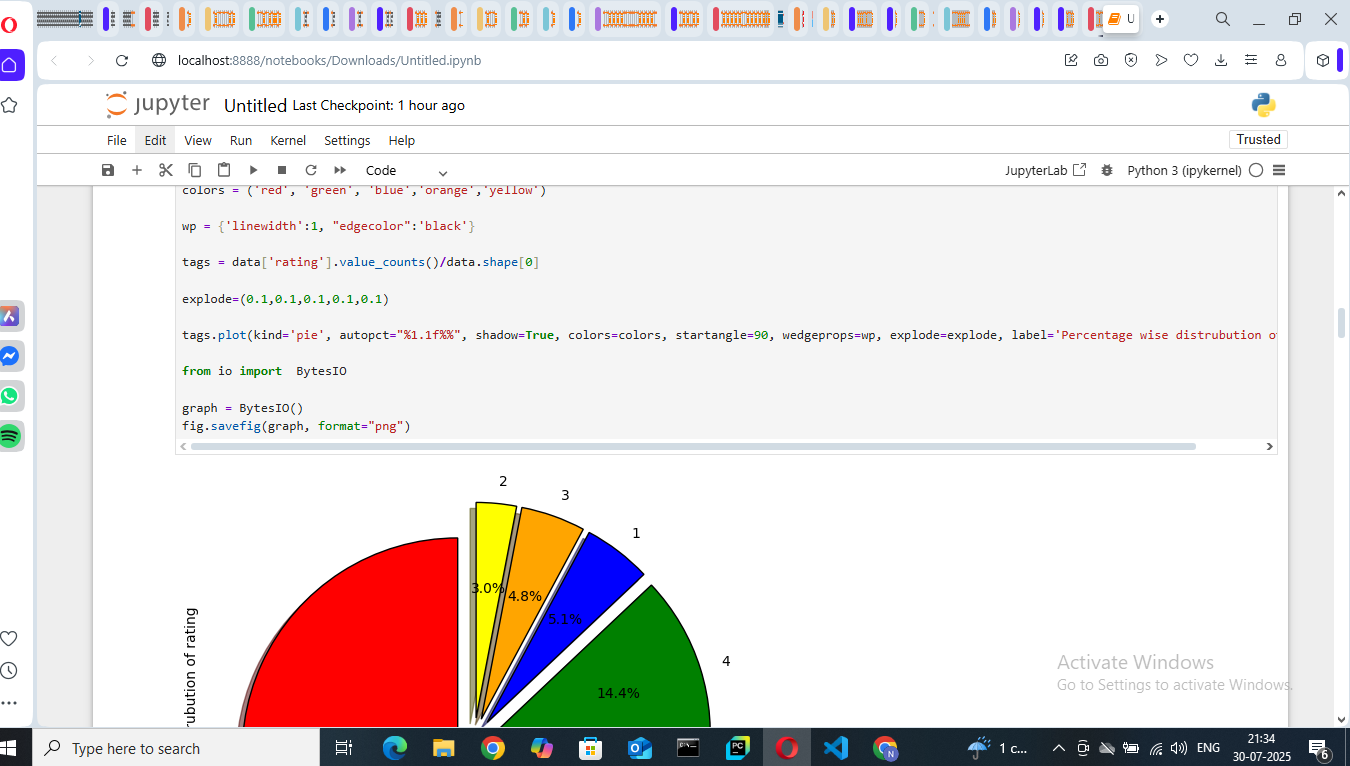 U
localhost:8888/notebooks/Downloads/Untitled.ipynb
jupyter Untitled Last Checkpoint: 1 hour ago
File Edit View Run Kernel Settings Help
Trusted
Code
JupyterLab
Python 3 (ipykernel)
colors = ('red', 'green', 'blue','orange','yellow')
wp = {'linewidth':1, "edgecolor":'black'}
tags = data['rating'].value_counts()/data.shape[0]
explode=(0.1,0.1,0.1,0.1,0.1)
tags.plot(kind='pie', autopct="%1.1f%%", shadow=True, colors=colors, startangle=90, wedgeprops=wp, explode=explode, label='Percentage wise distrubution o
from io import  BytesIO
graph = BytesIO()
fig.savefig(graph, format="png")
2
3
1
3.0%
4.8%
5.1%
4
14.4%
rubution of rating
Activate Windows
Go to Settings to activate Windows.
Type here to search
PC
N
1 c...
ENG
21:34
30-07-2025
6